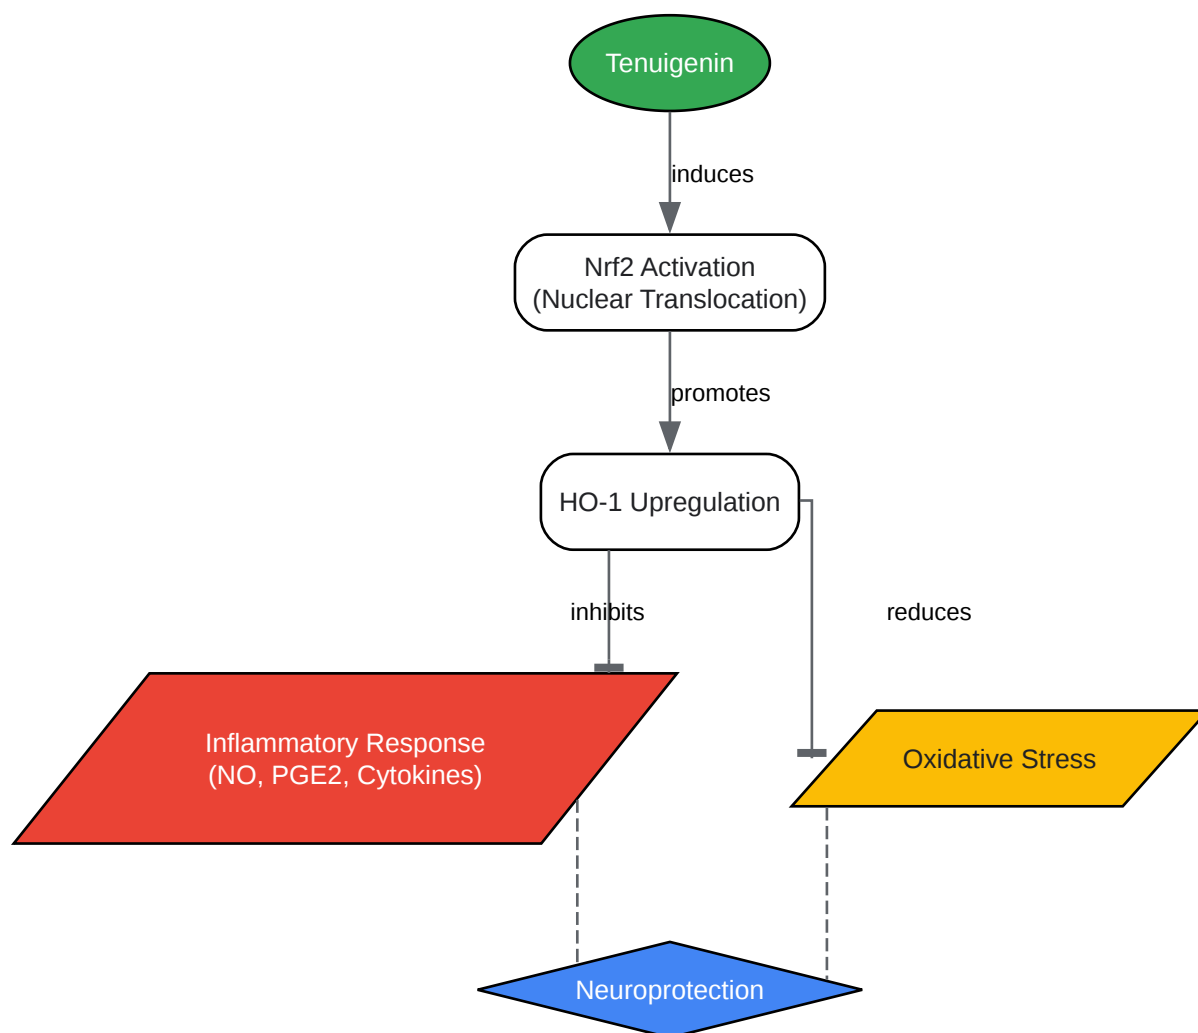 Tenuigenin
induces
Nrf2 Activation
(Nuclear Translocation)
promotes
HO-1 Upregulation
inhibits
reduces
Inflammatory Response
(NO, PGE2, Cytokines)
Oxidative Stress
Neuroprotection